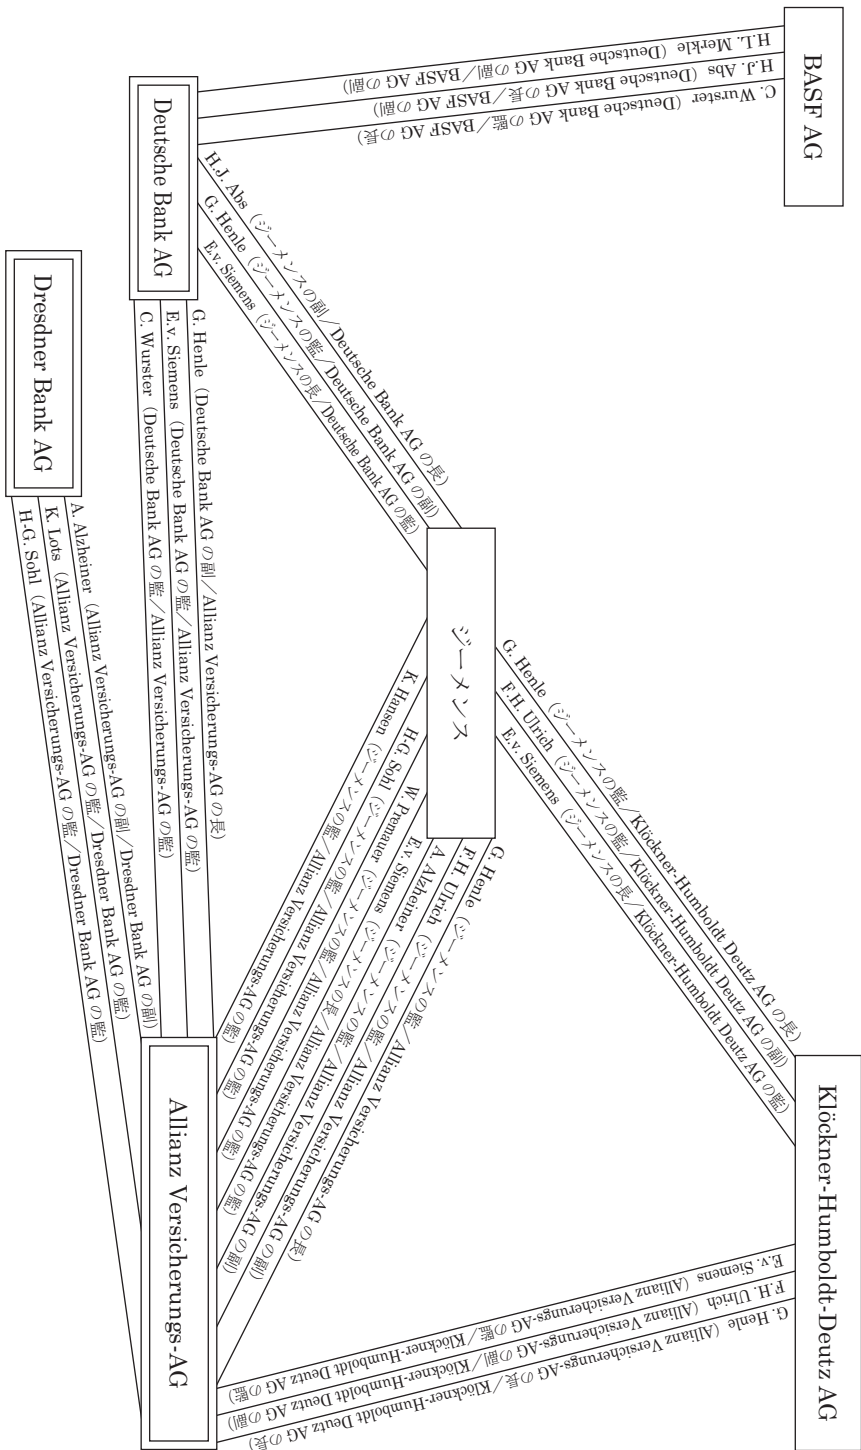 BASF AG
H.L. Merkle (Deutsche Bank AG の副／BASF AG の副)
H.J. Abs (Deutsche Bank AG の長／BASF AG の副)
C. Wurster (Deutsche Bank AG の監／BASF AG の長)
Deutsche Bank AG
H.J. Abs (ジーメンスの副／Deutsche Bank AG の長)
G. Henle (ジーメンスの監／Deutsche Bank AG の副)
E.v. Siemens (ジーメンスの長／Deutsche Bank AG の監)
G. Henle (Deutsche Bank AG の副／Allianz Versicherungs-AG の長)
E.v. Siemens (Deutsche Bank AG の監／Allianz Versicherungs-AG の監)
C. Wurster (Deutsche Bank AG の監／Allianz Versicherungs-AG の監)
Dresdner Bank AG
A. Alzheiner (Allianz Versicherungs-AG の副／Dresdner Bank AG の副)
K. Lots (Allianz Versicherungs-AG の監／Dresdner Bank AG の監)
H-G. Sohl (Allianz Versicherungs-AG の監／Dresdner Bank AG の監)
ジーメンス
G. Henle (ジーメンスの監／Klöckner-Humboldt Deutz AG の長)
F.H. Ulrich (ジーメンスの監／Klöckner-Humboldt Deutz AG の副)
E.v. Siemens (ジーメンスの長／Klöckner-Humboldt Deutz AG の監)
G. Henle (ジーメンスの監／Allianz Versicherungs-AG の長)
F.H. Ulrich (ジーメンスの監／Allianz Versicherungs-AG の副)
A. Alzheiner (ジーメンスの監／Allianz Versicherungs-AG の副)
E.v. Siemens (ジーメンスの長／Allianz Versicherungs-AG の監)
W. Premauer (ジーメンスの監／Allianz Versicherungs-AG の監)
H-G. Sohl (ジーメンスの監／Allianz Versicherungs-AG の監)
K. Hansen (ジーメンスの監／Allianz Versicherungs-AG の監)
Klöckner-Humboldt-Deutz AG
E.v. Siemens (Allianz Versicherungs-AG の監／Klöckner-Humboldt Deutz AG の監)
F.H. Ulrich (Allianz Versicherungs-AG の副／Klöckner-Humboldt Deutz AG の副)
G. Henle (Allianz Versicherungs-AG の長／Klöckner-Humboldt Deutz AG の長)
Allianz Versicherungs-AG